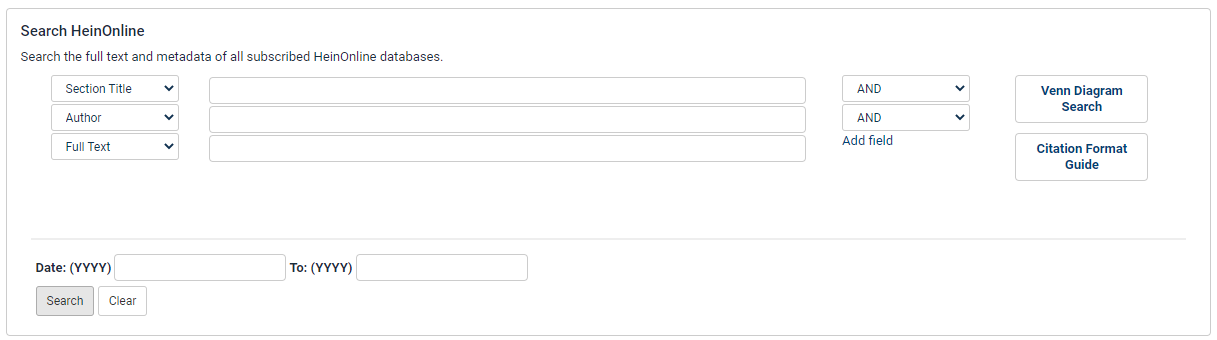 Search HeinOnline
Search the full text and metadata of all subscribed HeinOnline databases.
Section Title AND
Author AND
Full Text Add field
Venn Diagram
Search
Citation Format
Guide
Date: (YYYY) To: (YYYY)
Search Clear